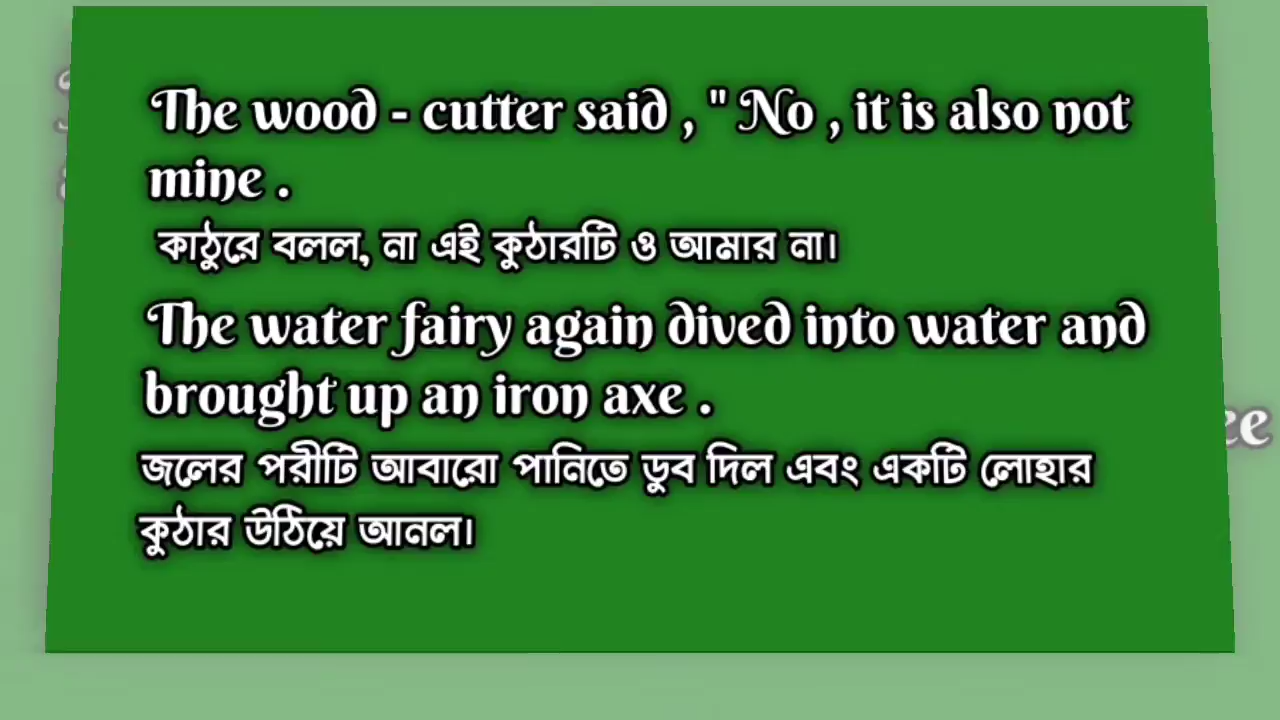 The wood - cutter said , " No , it is also not
mine .
কাঠুরে বলল, না এই কুঠারটি ও আমার না।
The water fairy again dived into water and
brought up an iron axe .
জলের পরীটি আবারো পানিতে ডুব দিল এবং একটি লোহার
কুঠার উঠিয়ে আনল।